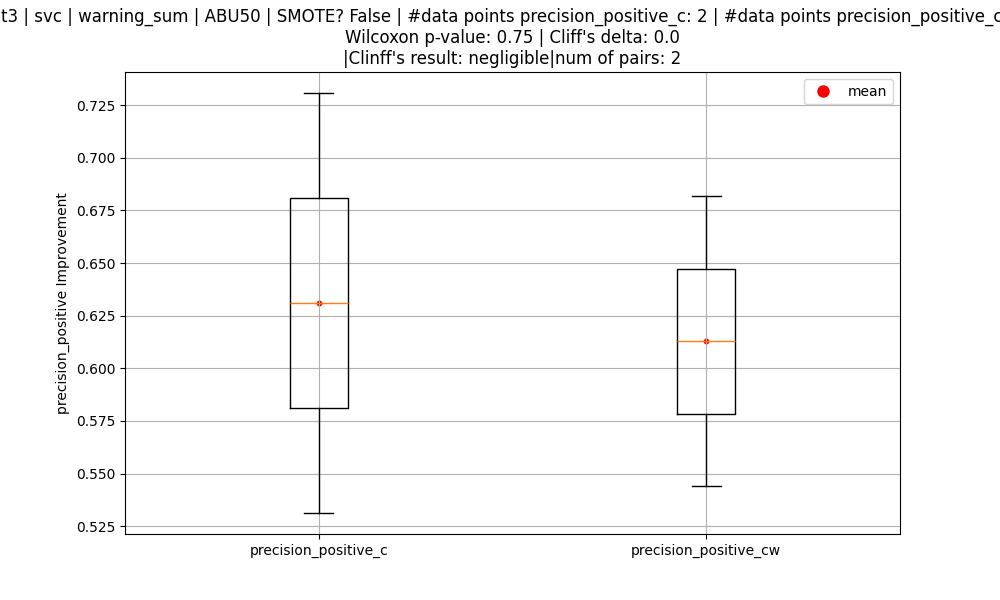 t3 | svc | warning_sum | ABU50 | SMOTE? False | #data points precision_positive_c: 2 | #data points precision_positive_c
Wilcoxon p-value: 0.75 | Cliff's delta: 0.0
|Clinff's result: negligible|num of pairs: 2
mean
0.725
0.700
0.675
0.650
0.625
0.600
0.575
0.550
0.525
precision_positive Improvement
precision_positive_c
precision_positive_cw